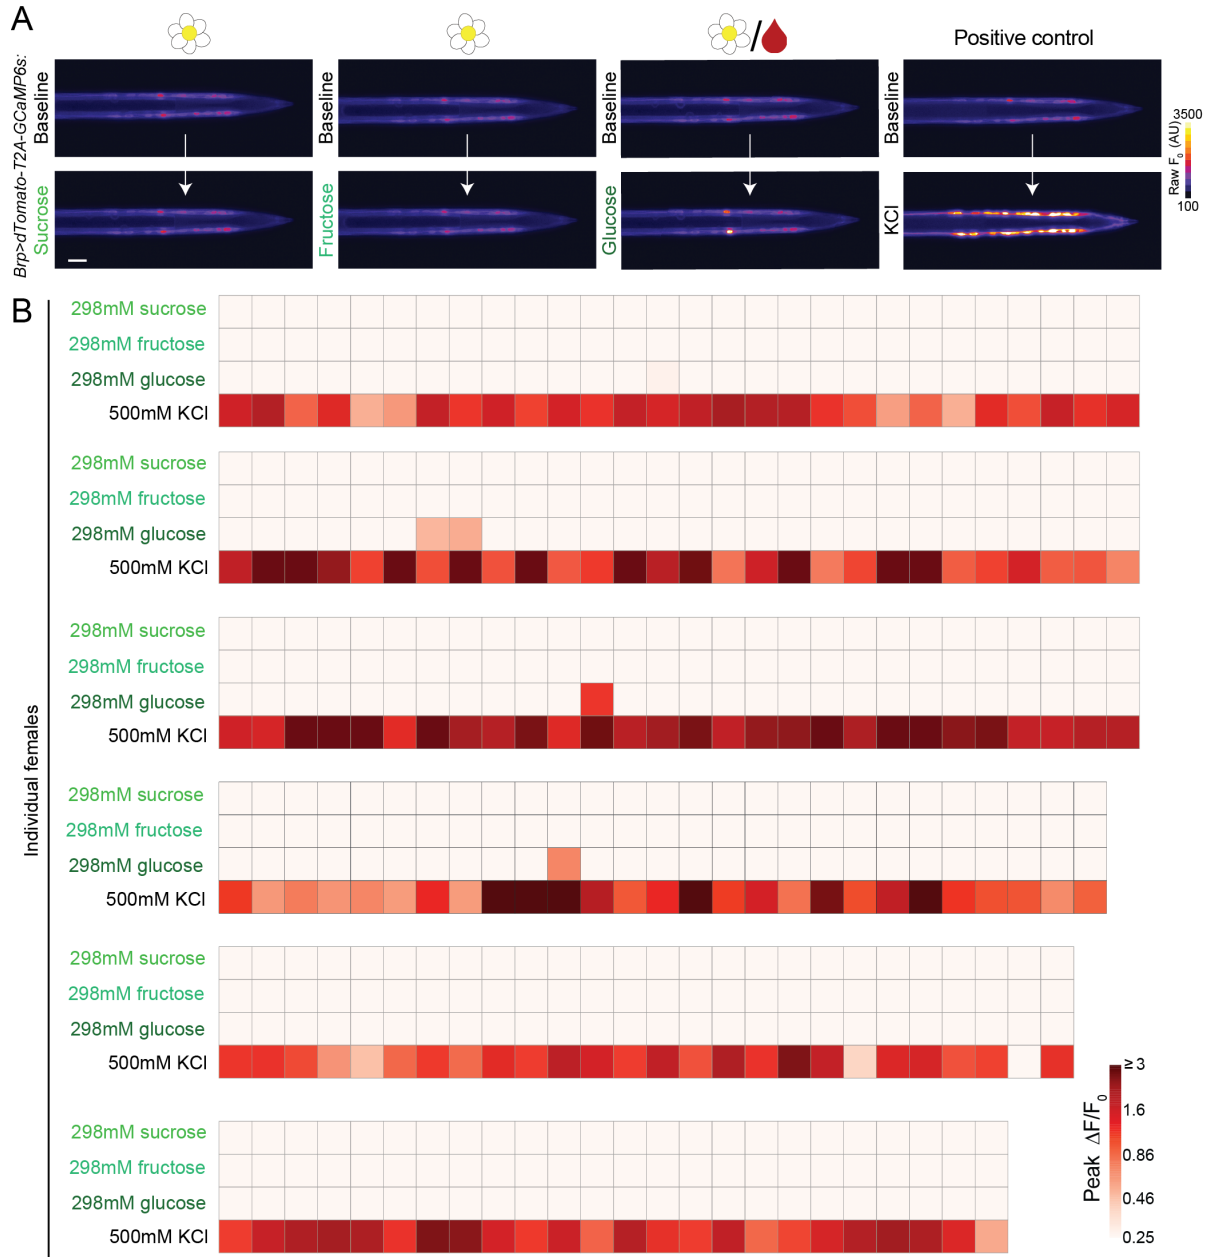 A
Positive control
Brp>dTomato-T2A-GCaMP6s:
Baseline
Baseline
Baseline
Baseline
Sucrose
Fructose
Glucose
KCl
3500
Raw F0 (AU)
100
B
Individual females
298mM sucrose
298mM fructose
298mM glucose
500mM KCl
298mM sucrose
298mM fructose
298mM glucose
500mM KCl
298mM sucrose
298mM fructose
298mM glucose
500mM KCl
298mM sucrose
298mM fructose
298mM glucose
500mM KCl
298mM sucrose
298mM fructose
298mM glucose
500mM KCl
298mM sucrose
298mM fructose
298mM glucose
500mM KCl
Peak ΔF/F0
≥3
1.6
0.86
0.46
0.25